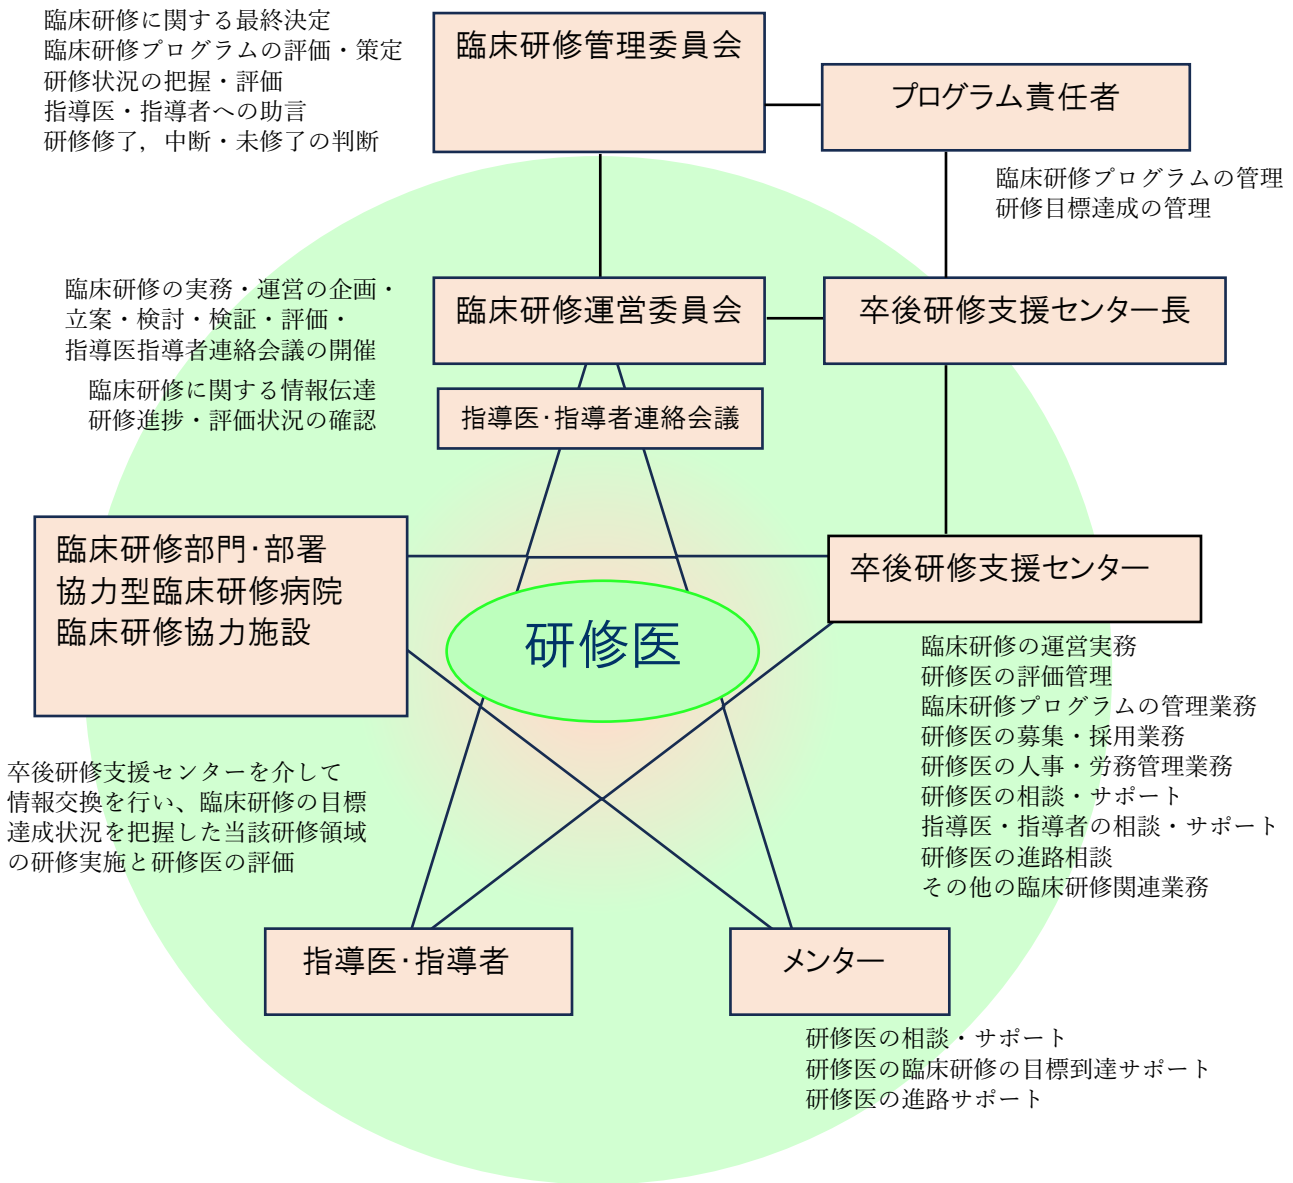 臨床研修に関する最終決定
臨床研修プログラムの評価・策定
研修状況の把握・評価
指導医・指導者への助言
研修修了，中断・未修了の判断
臨床研修管理委員会
プログラム責任者
臨床研修プログラムの管理
研修目標達成の管理
臨床研修の実務・運営の企画・
立案・検討・検証・評価・
指導医指導者連絡会議の開催
臨床研修運営委員会
卒後研修支援センター長
臨床研修に関する情報伝達
研修進捗・評価状況の確認
指導医・指導者連絡会議
臨床研修部門・部署
協力型臨床研修病院
臨床研修協力施設
研修医
卒後研修支援センター
臨床研修の運営実務
研修医の評価管理
臨床研修プログラムの管理業務
研修医の募集・採用業務
研修医の人事・労務管理業務
研修医の相談・サポート
指導医・指導者の相談・サポート
研修医の進路相談
その他の臨床研修関連業務
卒後研修支援センターを介して
情報交換を行い、臨床研修の目標
達成状況を把握した当該研修領域
の研修実施と研修医の評価
指導医・指導者
メンター
研修医の相談・サポート
研修医の臨床研修の目標到達サポート
研修医の進路サポート